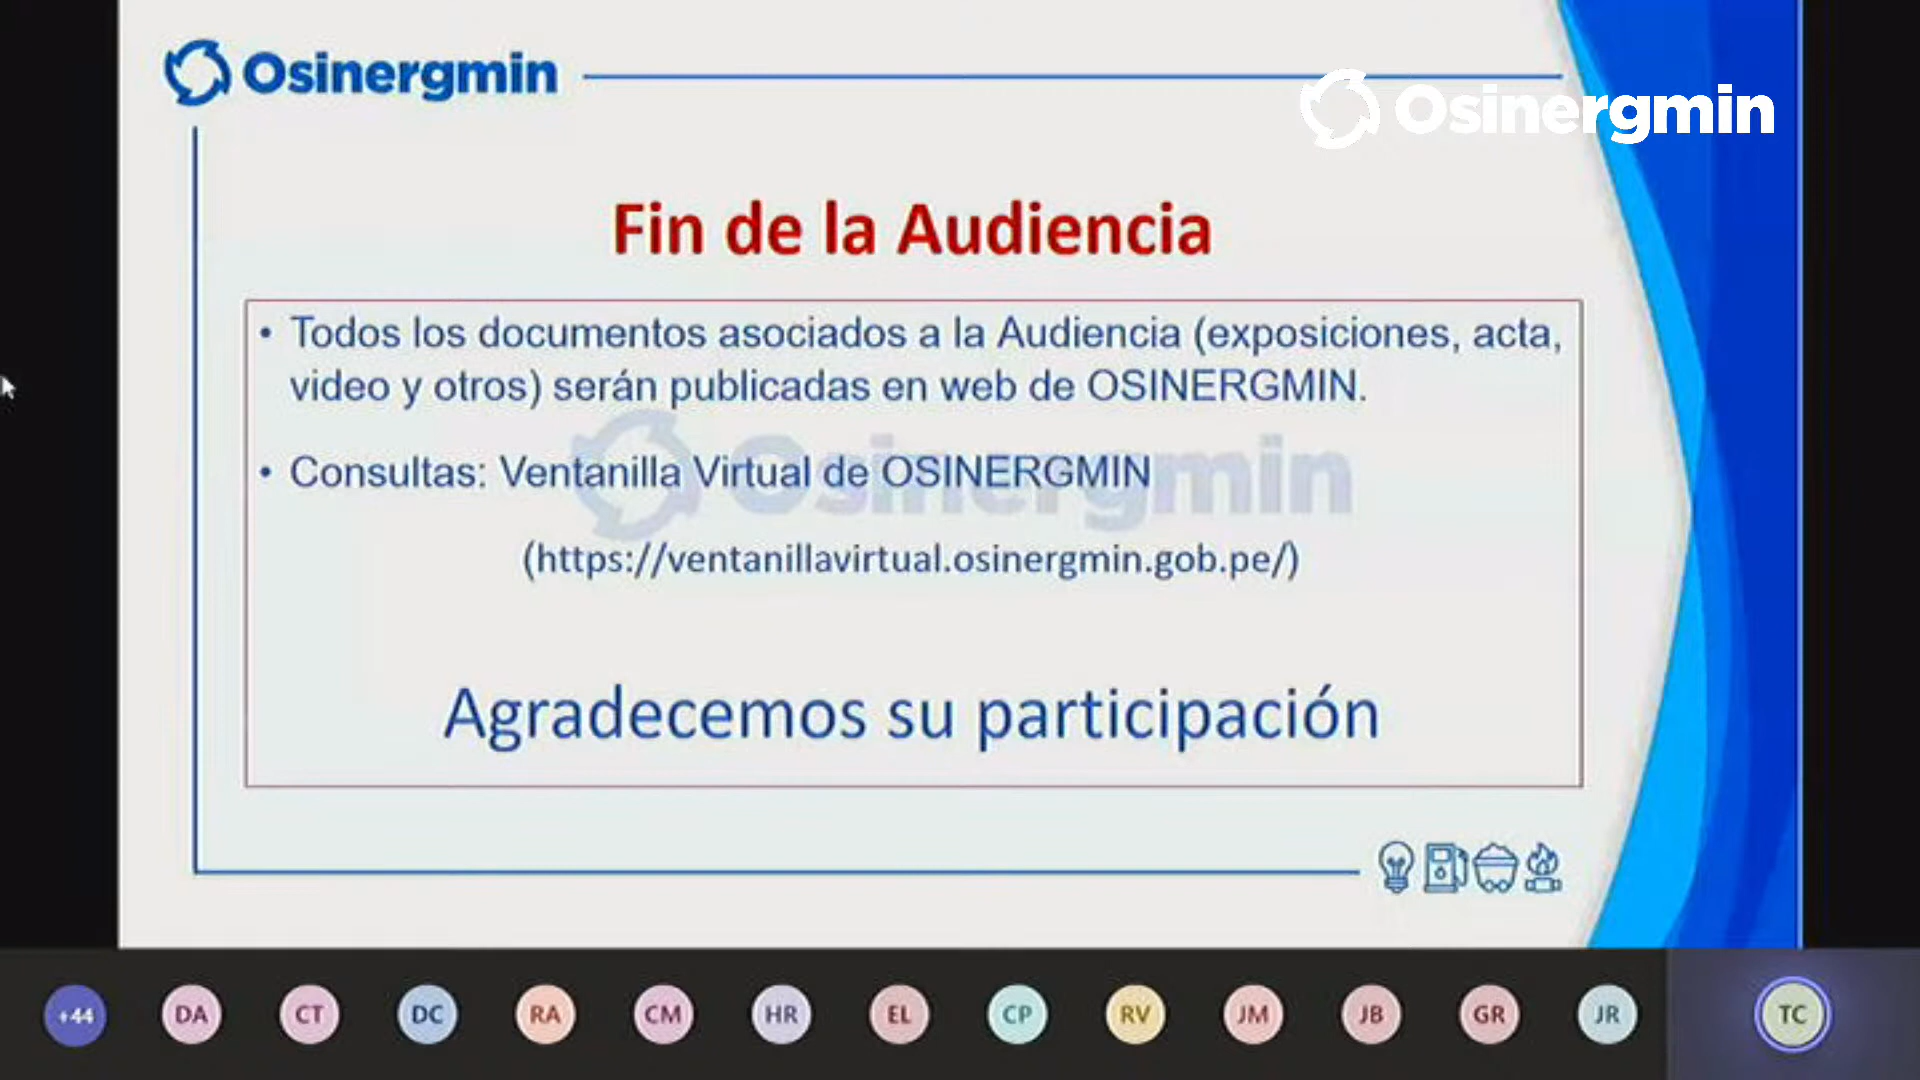 Osinergmin
Osinergmin
Fin de la Audiencia
• Todos los documentos asociados a la Audiencia (exposiciones, acta,
video y otros) serán publicadas en web de OSINERGMIN.
• Consultas: Ventanilla Virtual de OSINERGMIN
Osinergmin
(https://ventanillavirtual.osinergmin.gob.pe/)
Agradecemos su participación
+44 DA CT DC RA CM HR EL CP RV JM JB GR JR TC